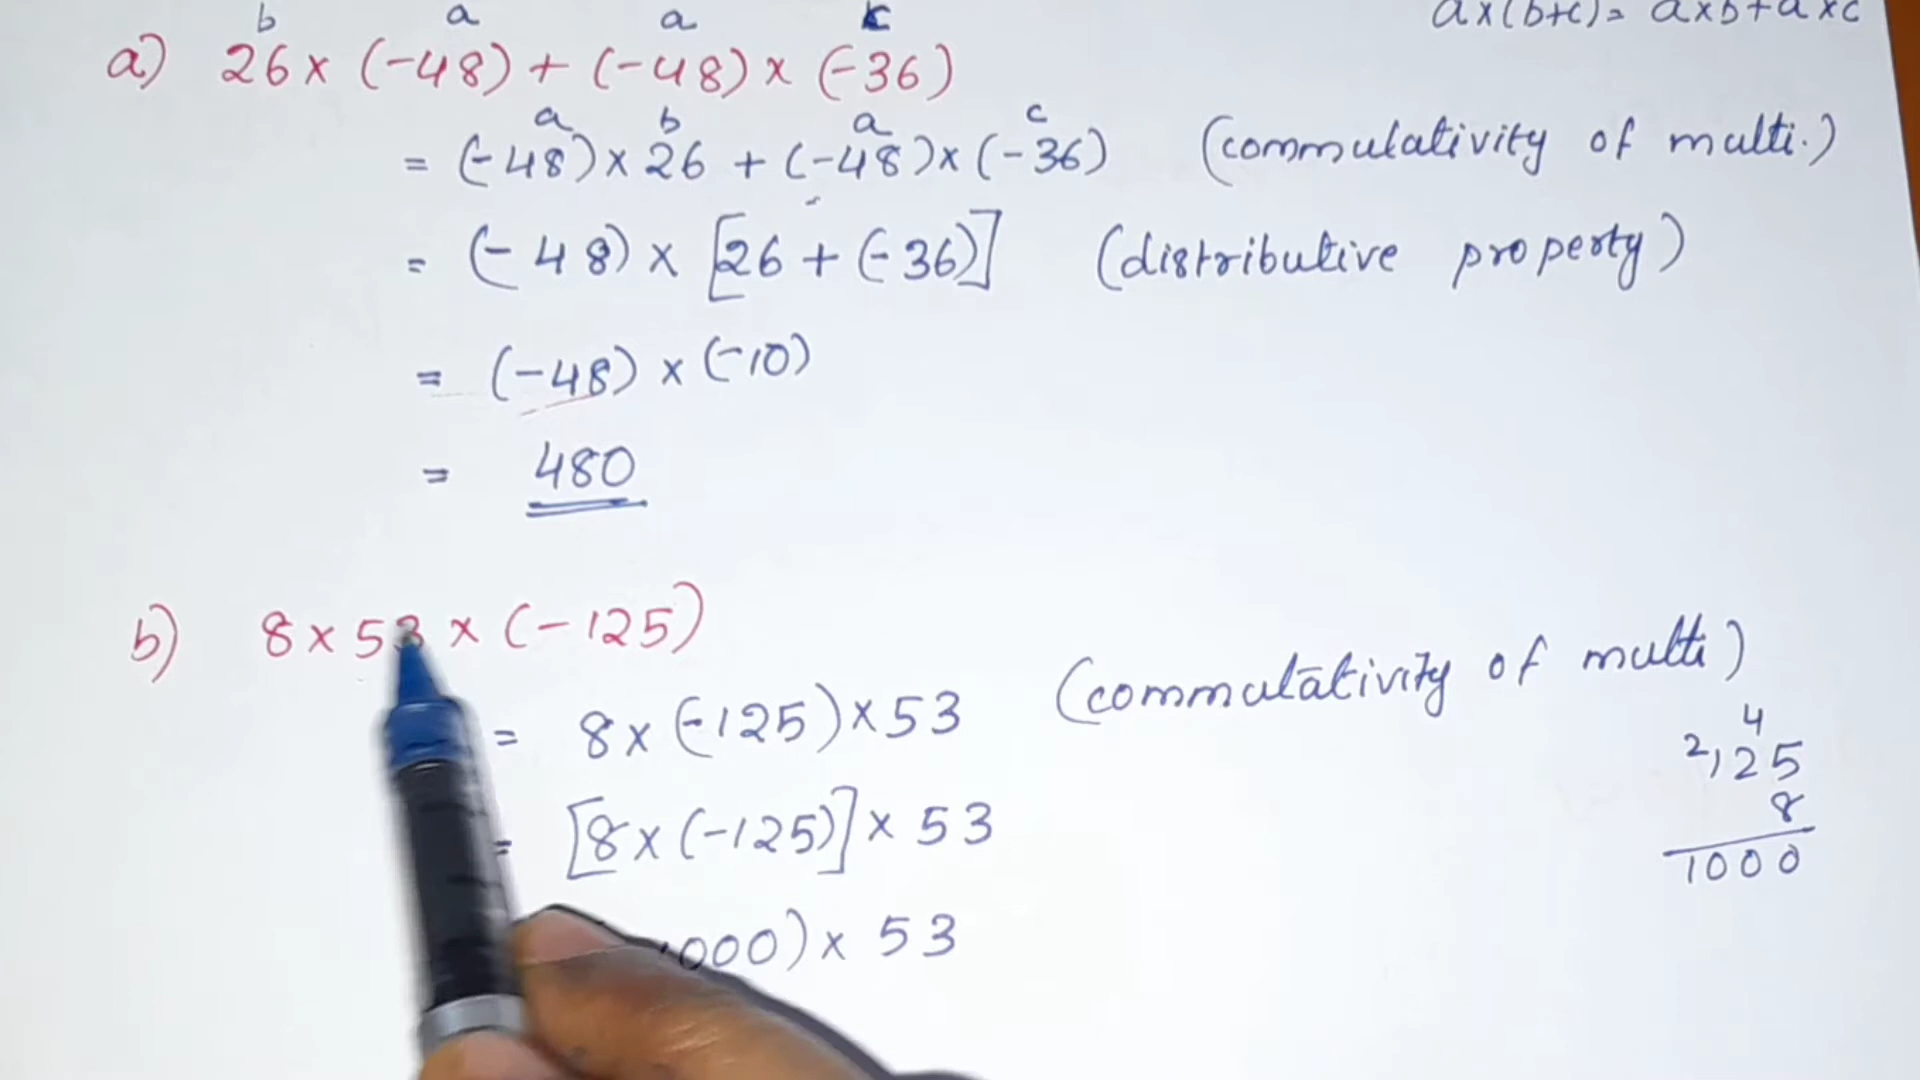 a×(b+c)= a×b+a×c
b a a c
a) 26 × (-48) + (-48) × (-36)
a b a c
= (-48) × 26 + (-48) × (-36) (commulativity of multi.)
= (-48) × [26 + (-36)] (distributive property)
= (-48) × (-10)
= 480
b) 8 × 53 × (-125)
= 8 × (-125) × 53 (commutativity of multi)
= [8 × (-125)] × 53
000) × 53
2 4
125
8
1000